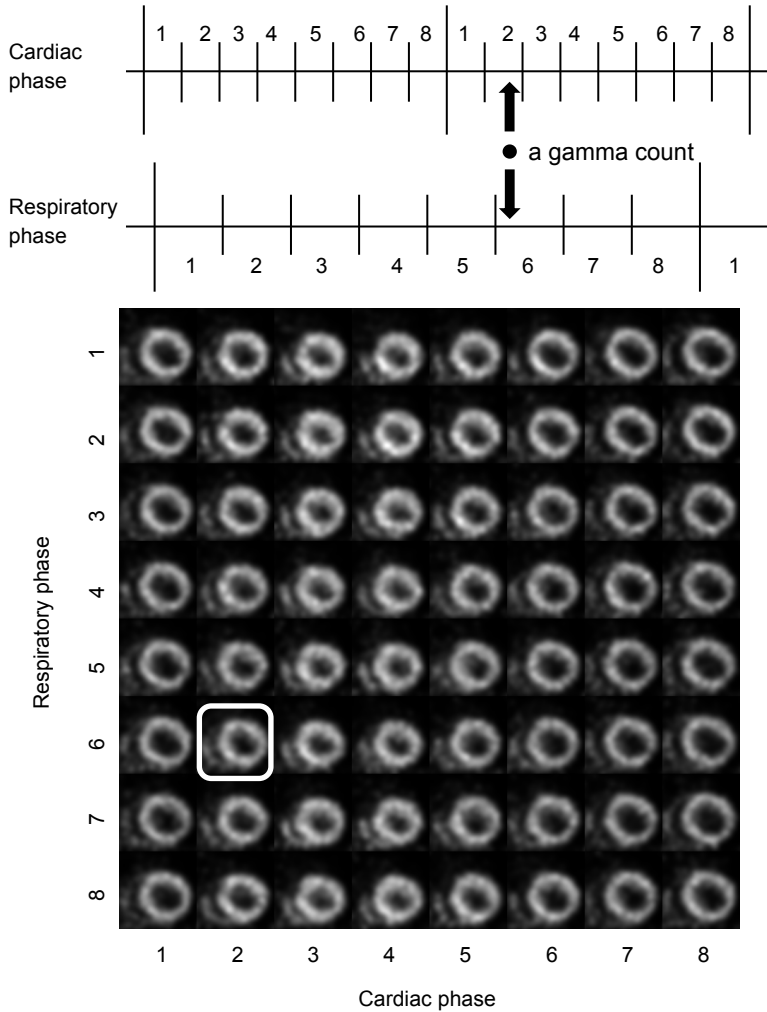 1 2 3 4 5 6 7 8 1 2 3 4 5 6 7 8
Cardiac
phase
a gamma count
Respiratory
phase
1 2 3 4 5 6 7 8 1
1
2
3
4
5
6
7
8
Respiratory phase
1 2 3 4 5 6 7 8
Cardiac phase